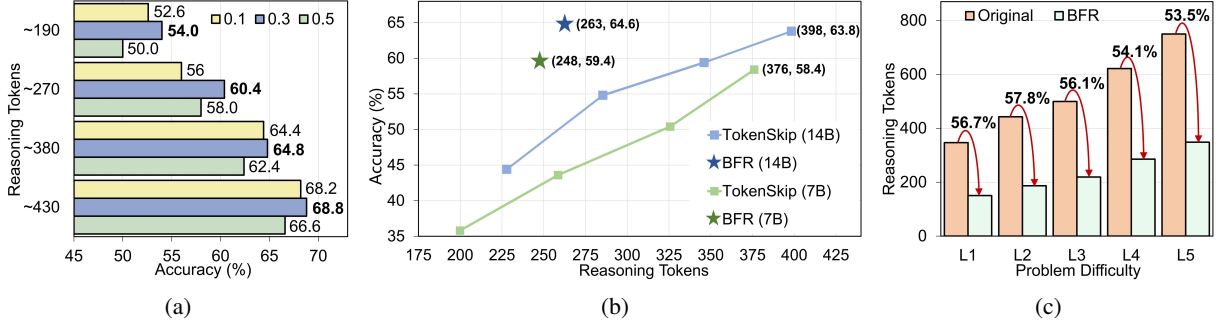 0.1 0.3 0.5
Reasoning Tokens
~190
52.6
54.0
50.0
~270
56
60.4
58.0
~380
64.4
64.8
62.4
~430
68.2
68.8
66.6
45 50 55 60 65 70
Accuracy (%)
(a)
Accuracy (%)
65
60
55
50
45
40
35
(263, 64.6)
(398, 63.8)
(248, 59.4)
(376, 58.4)
TokenSkip (14B)
BFR (14B)
TokenSkip (7B)
BFR (7B)
175 200 225 250 275 300 325 350 375 400 425
Reasoning Tokens
(b)
Original BFR
Reasoning Tokens
800
600
400
200
0
56.7%
57.8%
56.1%
54.1%
53.5%
L1 L2 L3 L4 L5
Problem Difficulty
(c)